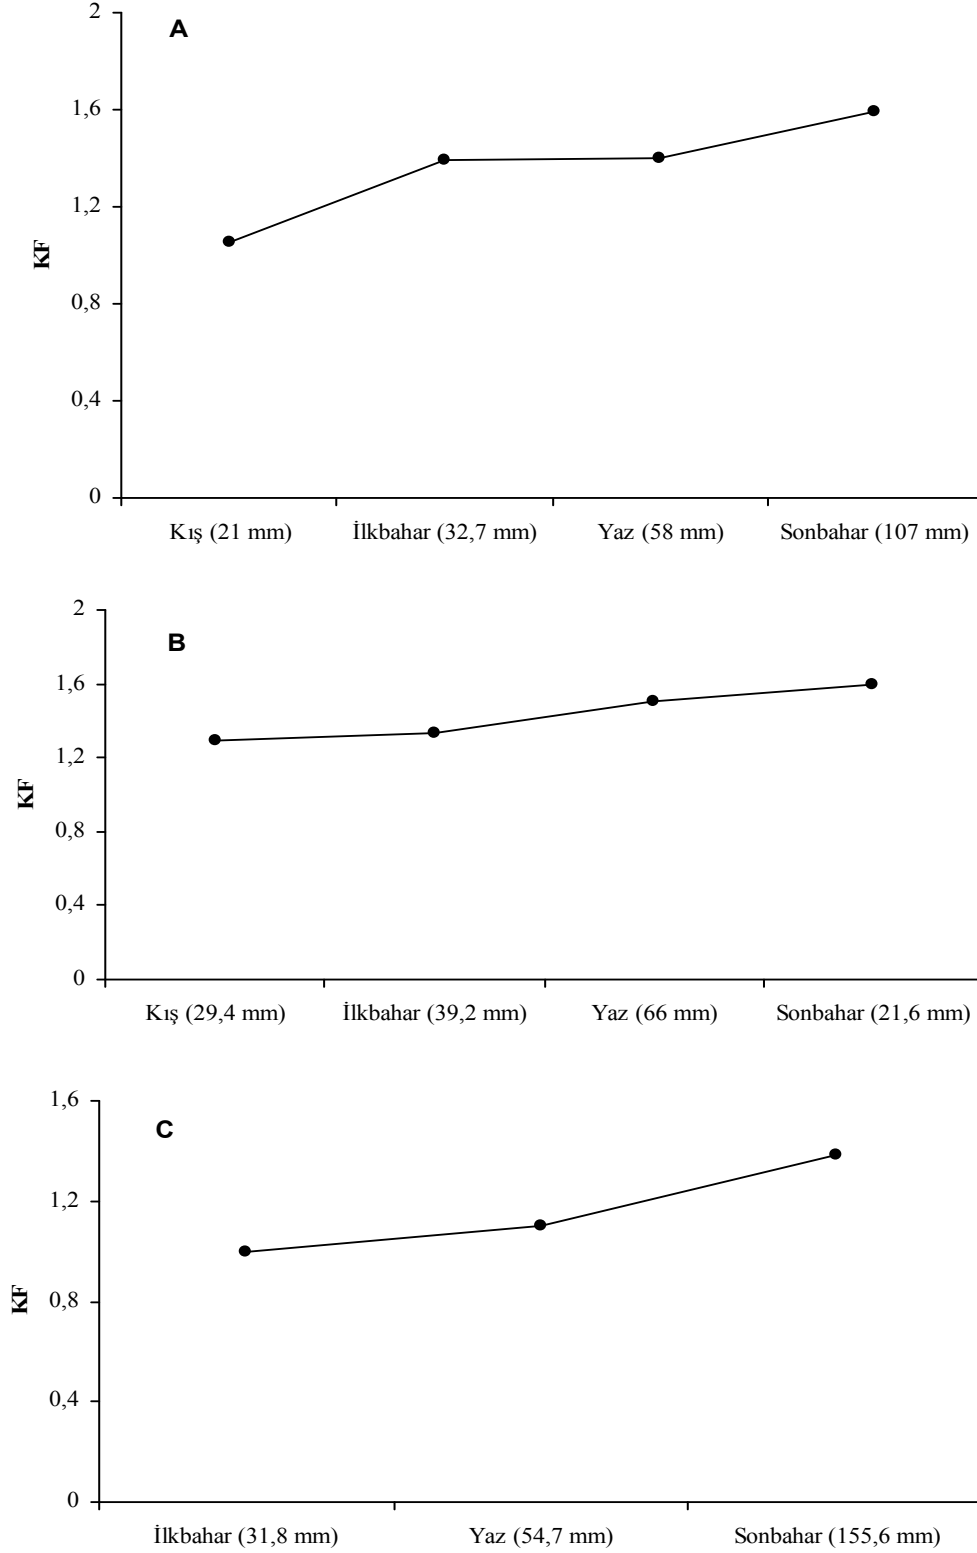 A
2
1,6
1,2
0,8
0,4
0
KF
Kış (21 mm) İlkbahar (32,7 mm) Yaz (58 mm) Sonbahar (107 mm)
B
2
1,6
1,2
0,8
0,4
0
KF
Kış (29,4 mm) İlkbahar (39,2 mm) Yaz (66 mm) Sonbahar (21,6 mm)
C
1,6
1,2
0,8
0,4
0
KF
İlkbahar (31,8 mm) Yaz (54,7 mm) Sonbahar (155,6 mm)